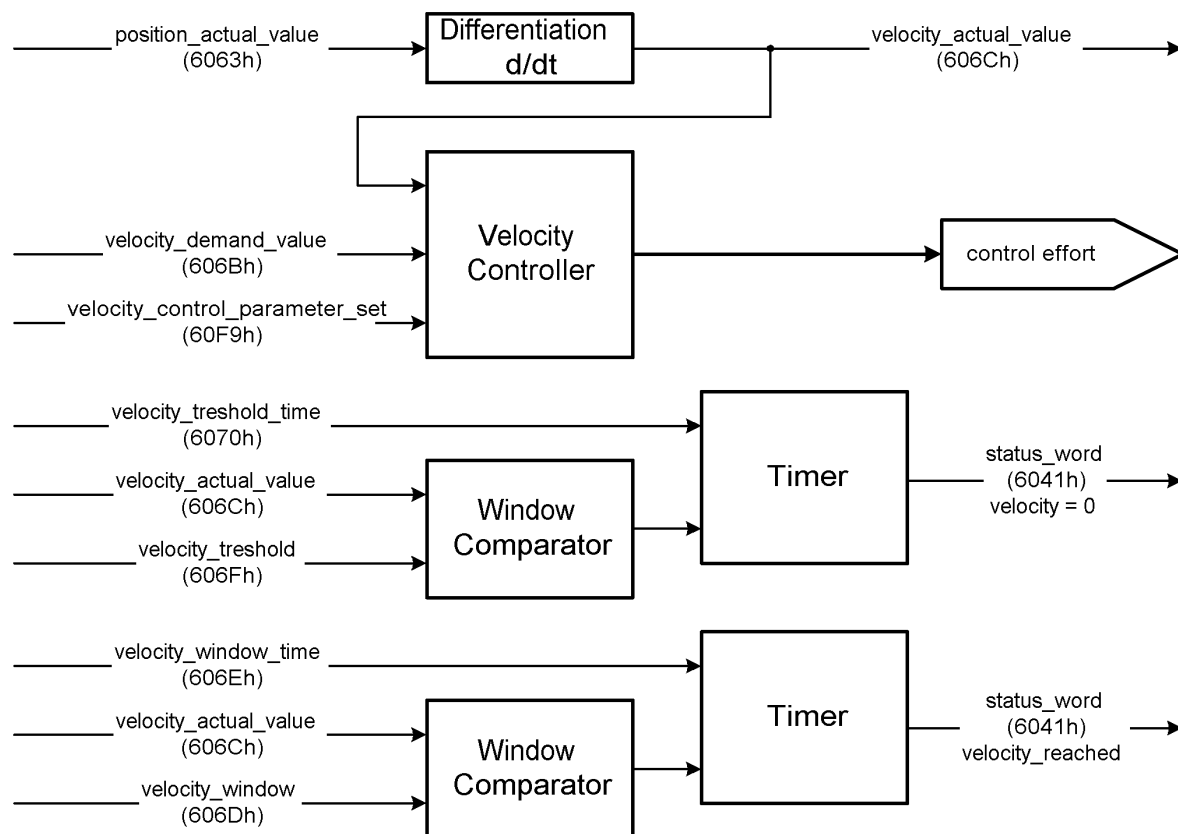 position_actual_value
(6063h)
Differentiation
d/dt
velocity_actual_value
(606Ch)
velocity_demand_value
(606Bh)
velocity_control_parameter_set
(60F9h)
Velocity
Controller
control effort
velocity_treshold_time
(6070h)
velocity_actual_value
(606Ch)
velocity_treshold
(606Fh)
Window
Comparator
Timer
status_word
(6041h)
velocity = 0
velocity_window_time
(606Eh)
velocity_actual_value
(606Ch)
velocity_window
(606Dh)
Window
Comparator
Timer
status_word
(6041h)
velocity_reached